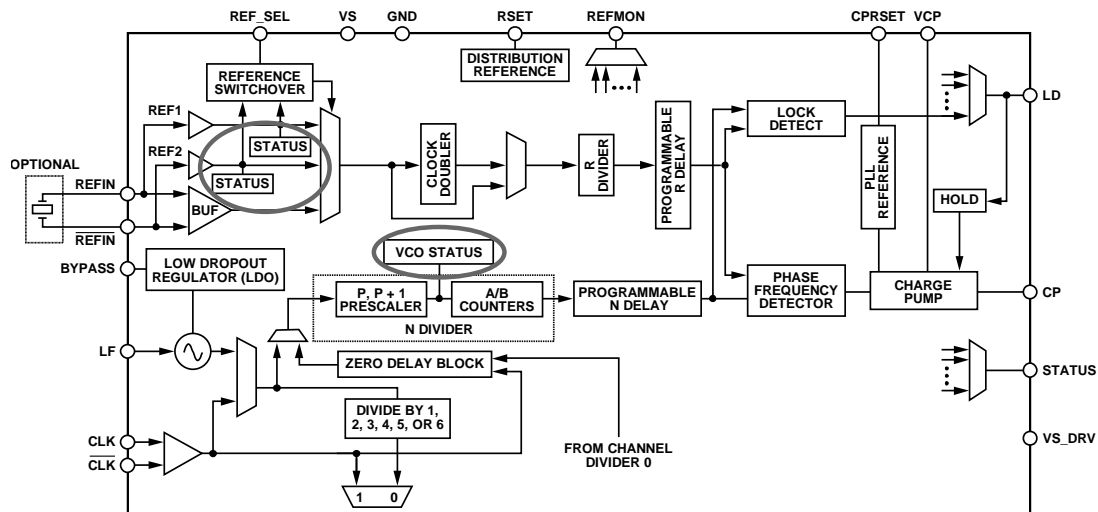 REF_SEL
VS
GND
RSET
REFMON
CPRSET
VCP
DISTRIBUTION
REFERENCE
REFERENCE
SWITCHOVER
REF1
STATUS
REF2
STATUS
OPTIONAL
REFIN
REFIN
BUF
CLOCK
DOUBLER
R
DIVIDER
PROGRAMMABLE
R DELAY
LOCK
DETECT
LD
PLL
REFERENCE
HOLD
BYPASS
LOW DROPOUT
REGULATOR (LDO)
VCO STATUS
P, P + 1
PRESCALER
A/B
COUNTERS
N DIVIDER
PROGRAMMABLE
N DELAY
PHASE
FREQUENCY
DETECTOR
CHARGE
PUMP
CP
LF
ZERO DELAY BLOCK
STATUS
DIVIDE BY 1,
2, 3, 4, 5, OR 6
FROM CHANNEL
DIVIDER 0
CLK
CLK
VS_DRV
1 0